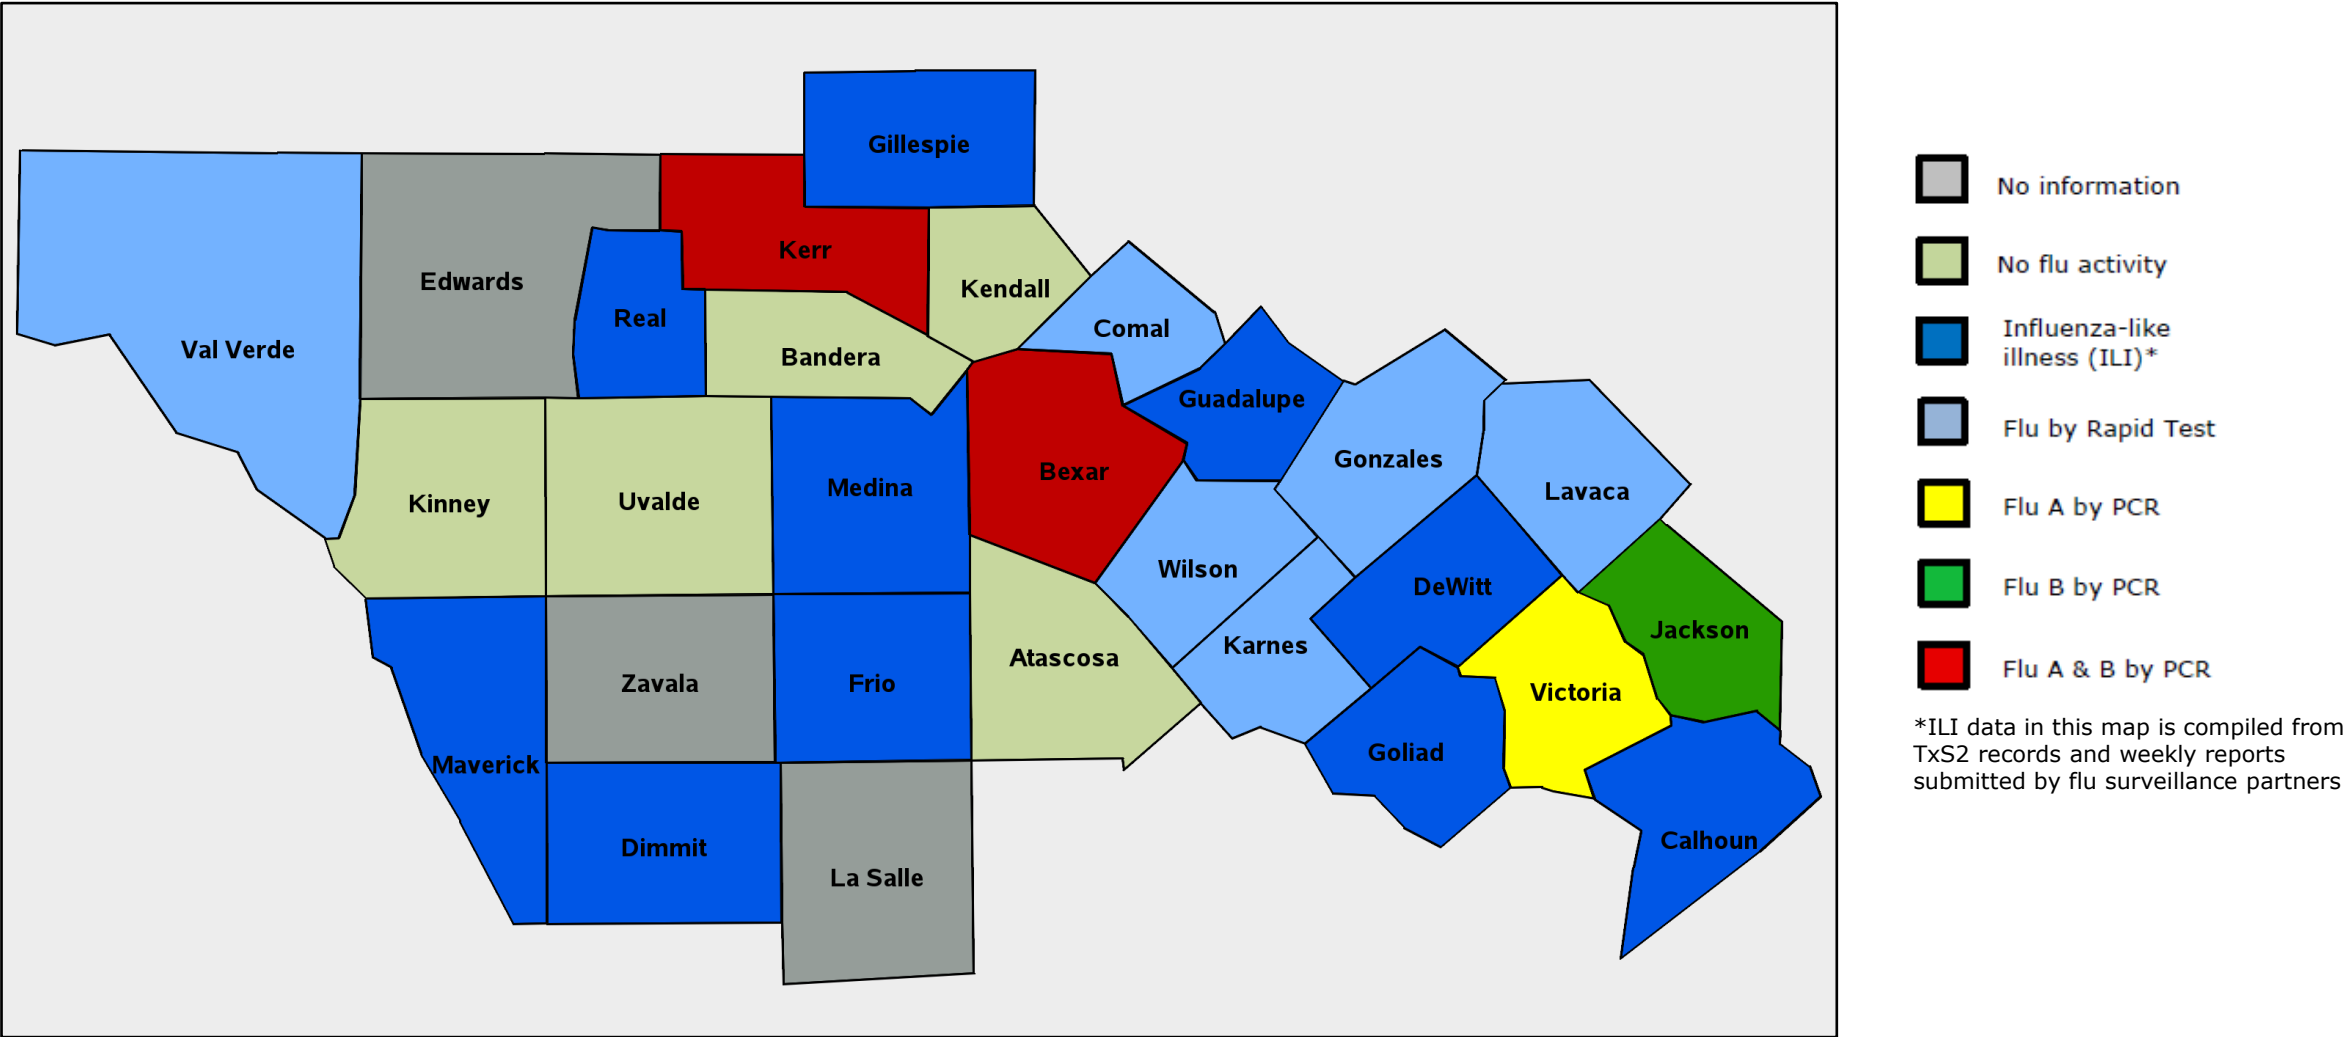 Gillespie
Kerr
Edwards
Kendall
Real
Comal
Val Verde
Bandera
Guadalupe
Gonzales
Bexar
Medina
Lavaca
Uvalde
Kinney
Wilson
DeWitt
Jackson
Karnes
Atascosa
Zavala
Frio
Victoria
Goliad
Maverick
Calhoun
Dimmit
La Salle
No information
No flu activity
Influenza-like
illness (ILI)*
Flu by Rapid Test
Flu A by PCR
Flu B by PCR
Flu A & B by PCR
*ILI data in this map is compiled from
TxS2 records and weekly reports
submitted by flu surveillance partners